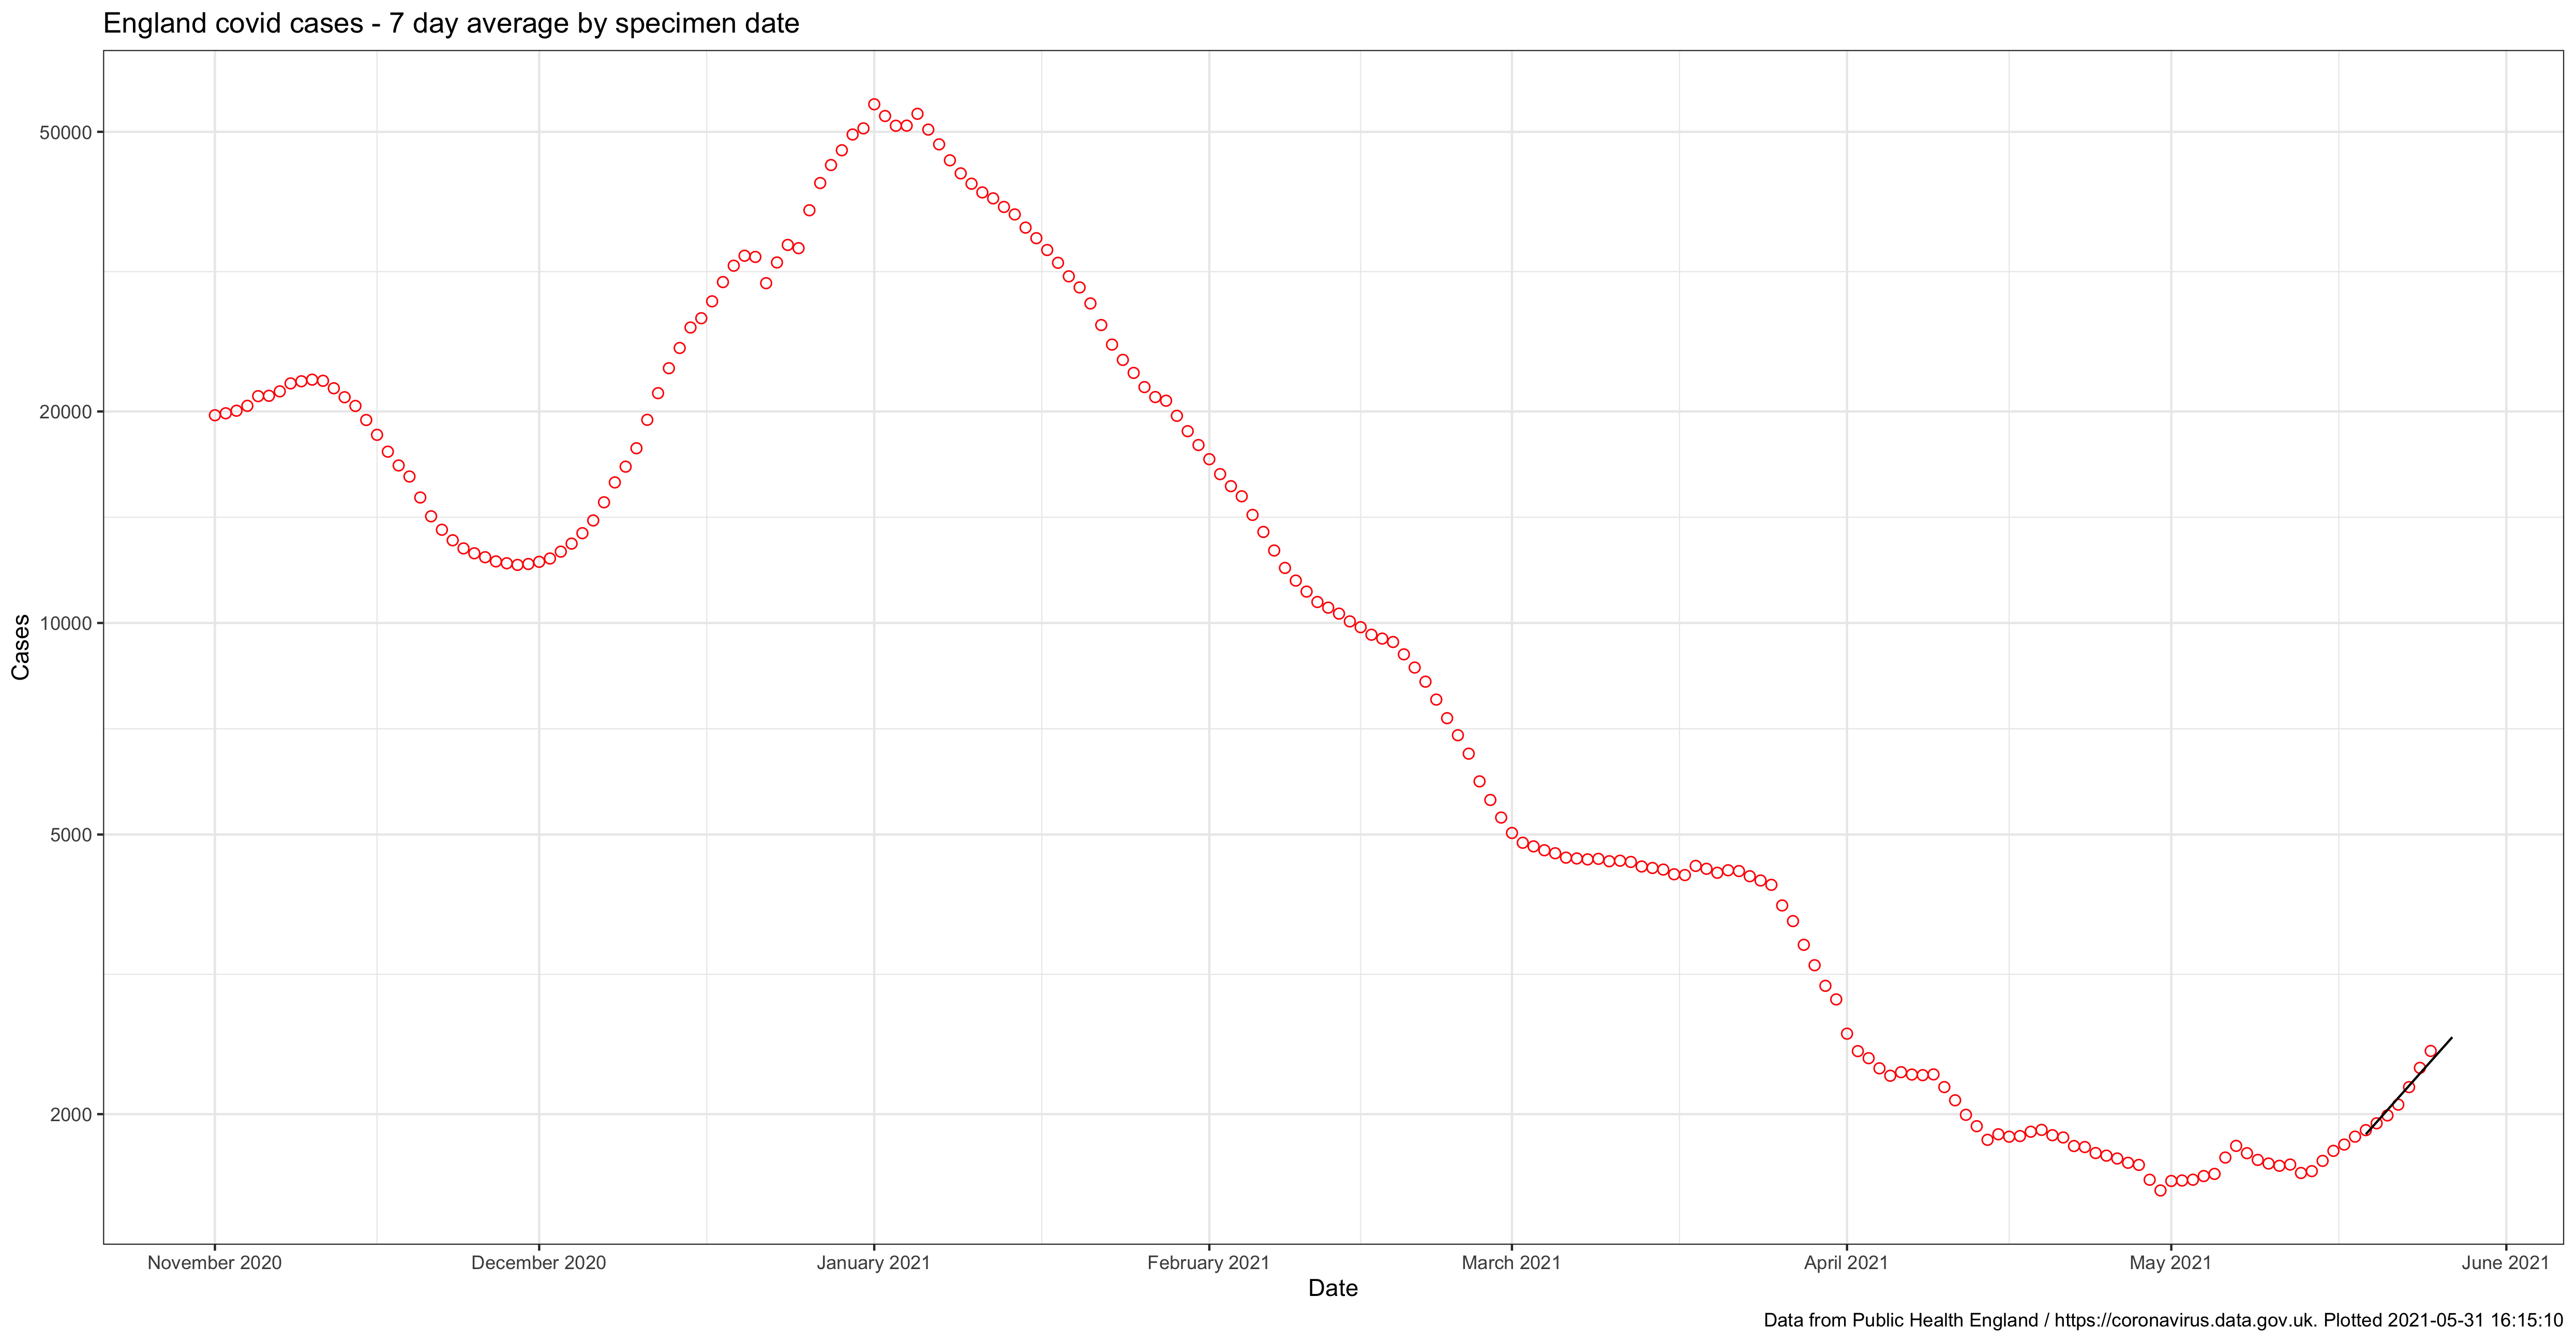 England covid cases - 7 day average by specimen date
50000
20000
10000
5000
2000
Cases
November 2020
December 2020
January 2021
February 2021
March 2021
April 2021
May 2021
June 2021
Date
Data from Public Health England / https://coronavirus.data.gov.uk. Plotted 2021-05-31 16:15:10